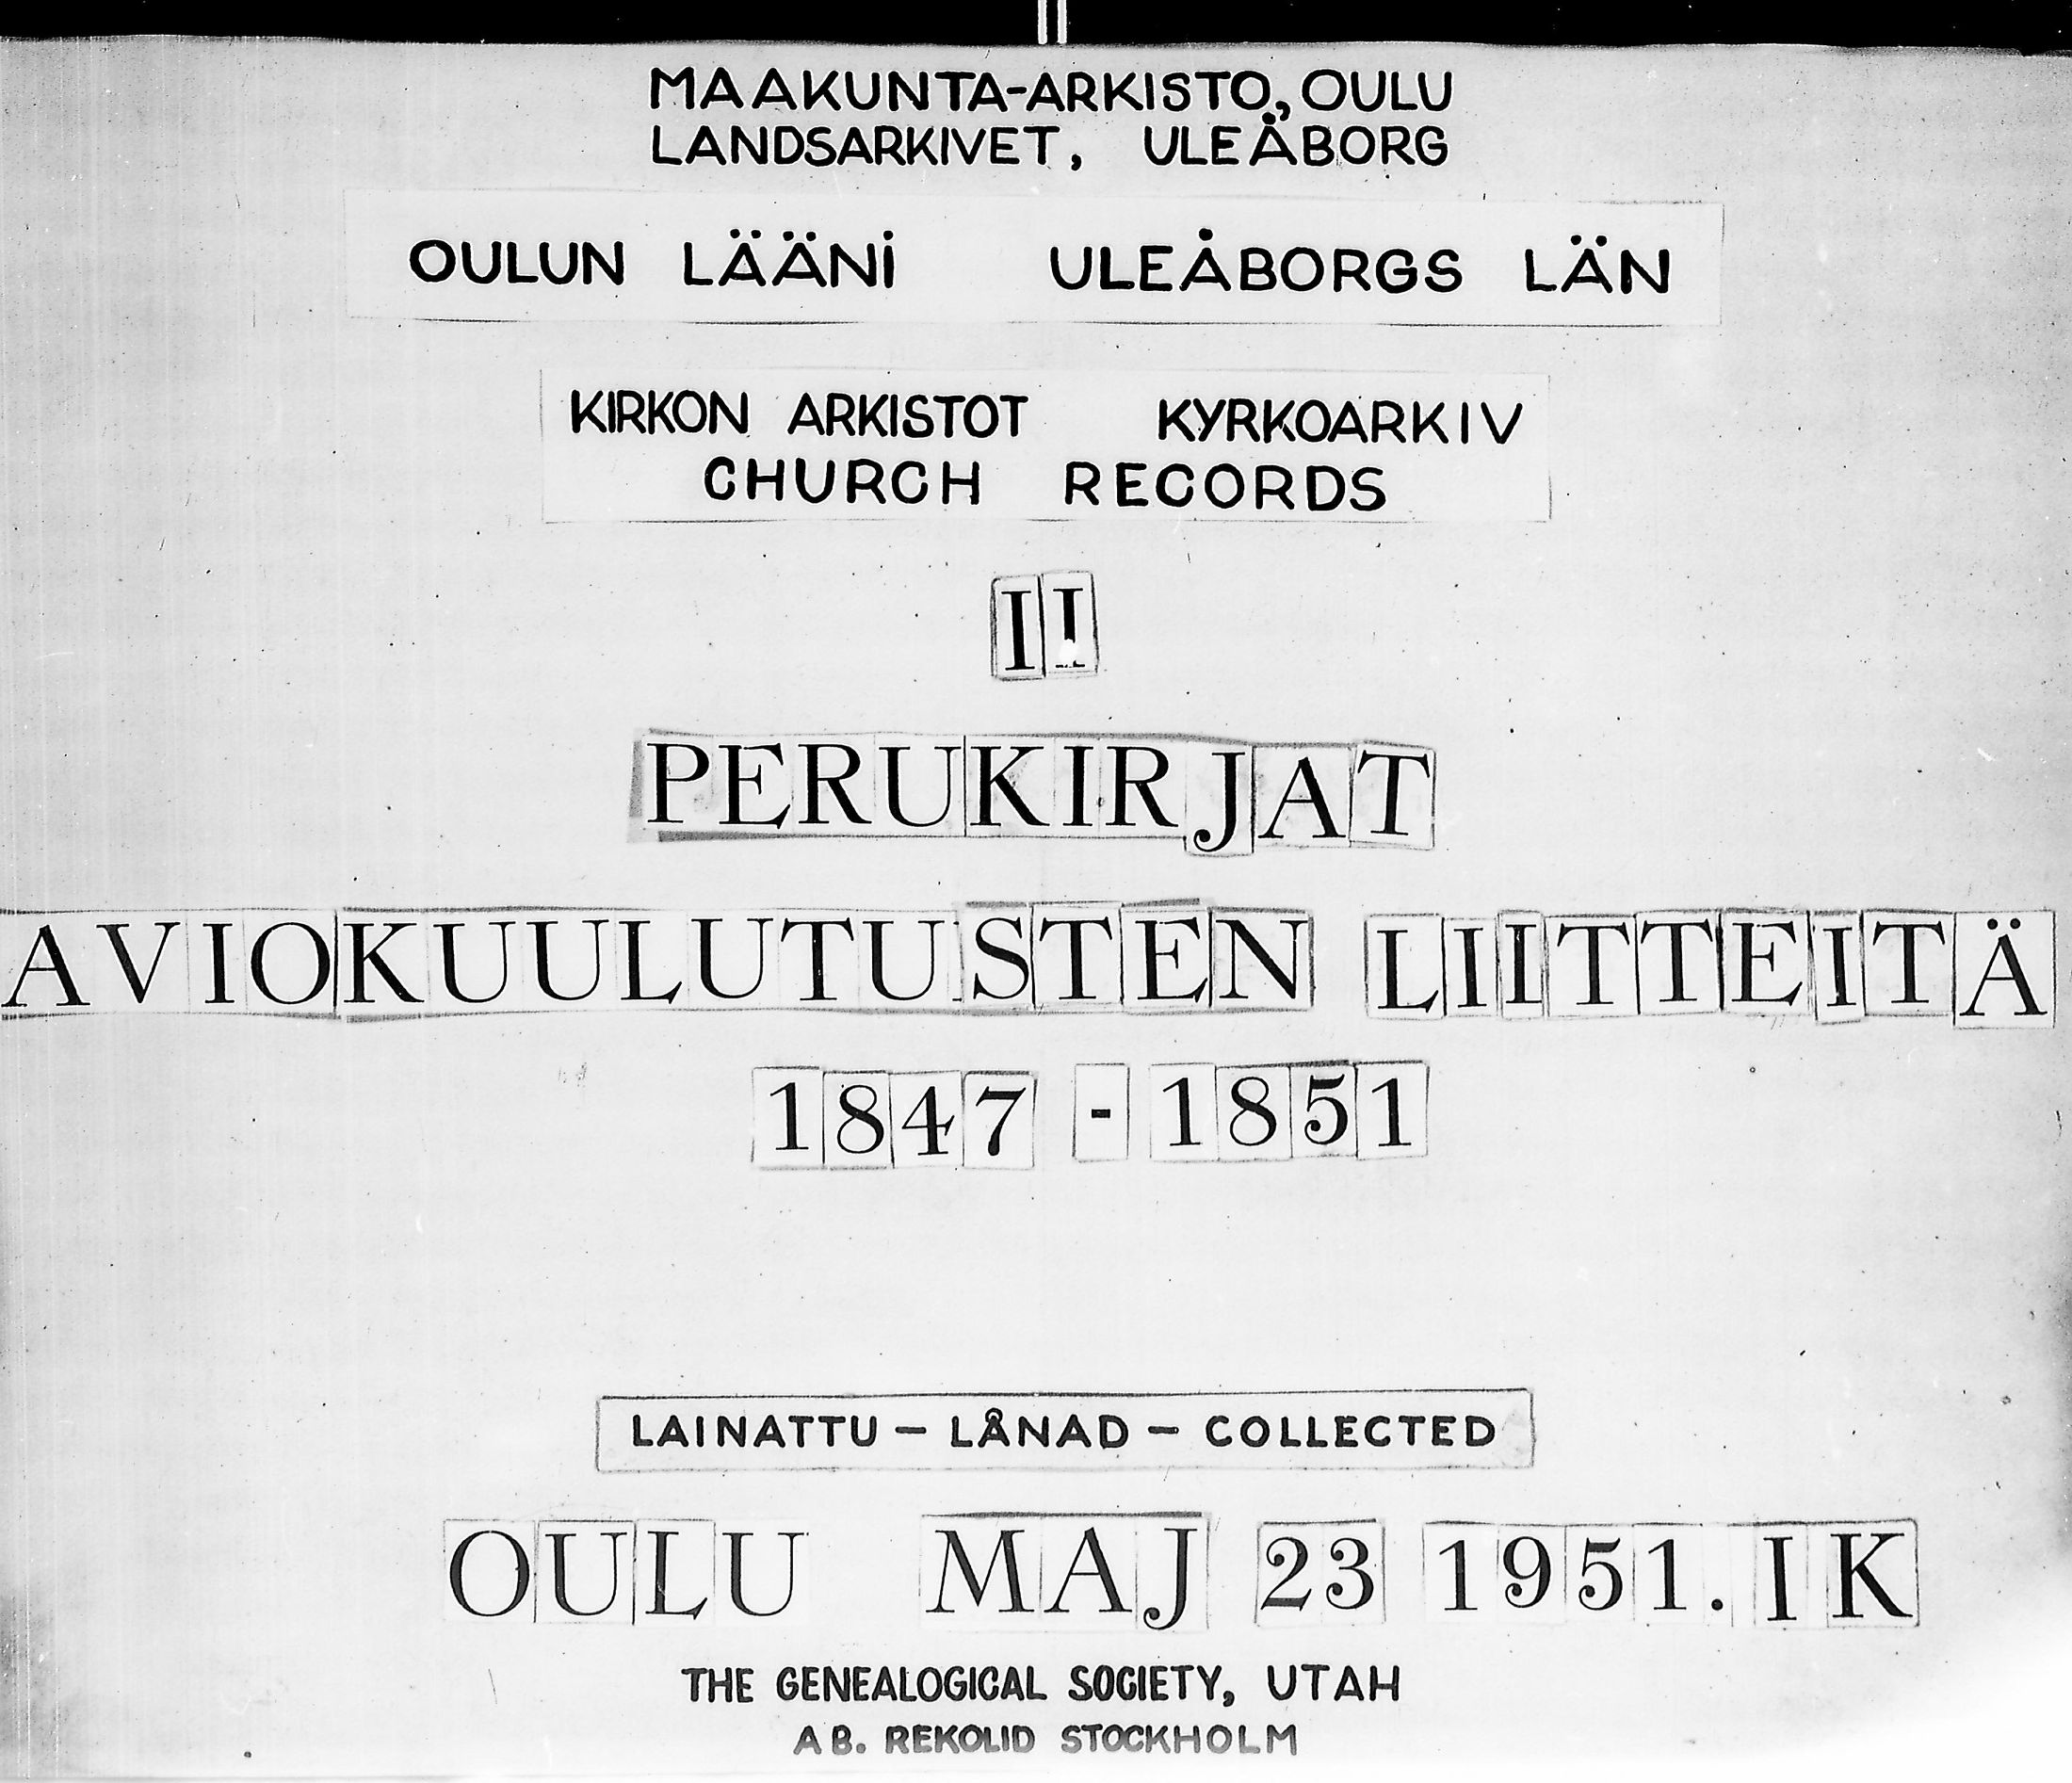 MAAKUNTA-ARKISTO, OULU
LANDSARKIVET, ULEÅBORG
OULUN LÄÄNI ULEÅBORGS LÄN
KIRKON ARKISTOT KYRKOARKIV
CHURCH RECORDS
II
PERUKIRJAT
AVIOKUULUTUSTEN LIITTEITÄ
1847 - 1851
LAINATTU - LÅNAD - COLLECTED
OULU MAJ 23 1951. IK
THE GENEALOGICAL SOCIETY, UTAH
AB. REKOLID STOCKHOLM